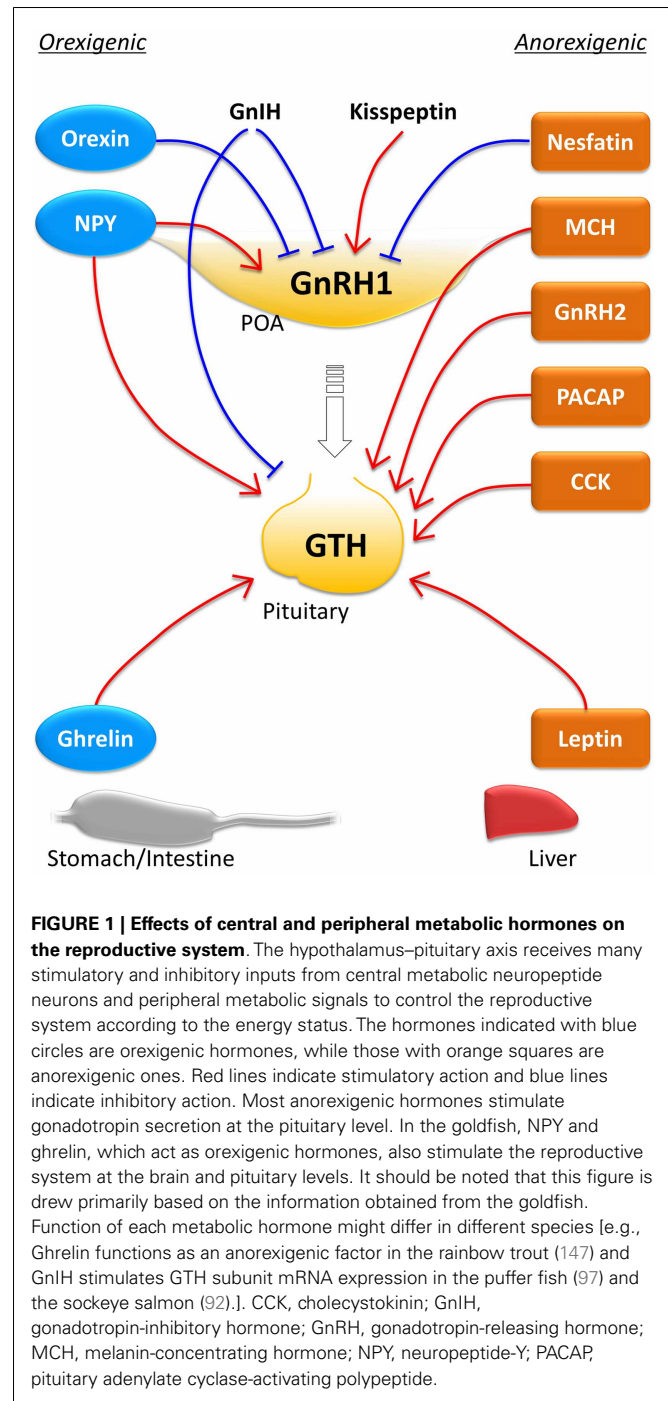 Orexigenic
Anorexigenic
GnIH
Kisspeptin
Orexin
Nesfatin
NPY
MCH
GnRH1
POA
GnRH2
PACAP
CCK
GTH
Pituitary
Ghrelin
Leptin
Stomach/Intestine
Liver
FIGURE 1 | Effects of central and peripheral metabolic hormones on
the reproductive system. The hypothalamus–pituitary axis receives many
stimulatory and inhibitory inputs from central metabolic neuropeptide
neurons and peripheral metabolic signals to control the reproductive
system according to the energy status. The hormones indicated with blue
circles are orexigenic hormones, while those with orange squares are
anorexigenic ones. Red lines indicate stimulatory action and blue lines
indicate inhibitory action. Most anorexigenic hormones stimulate
gonadotropin secretion at the pituitary level. In the goldfish, NPY and
ghrelin, which act as orexigenic hormones, also stimulate the reproductive
system at the brain and pituitary levels. It should be noted that this figure is
drew primarily based on the information obtained from the goldfish.
Function of each metabolic hormone might differ in different species [e.g.,
Ghrelin functions as an anorexigenic factor in the rainbow trout (147) and
GnIH stimulates GTH subunit mRNA expression in the puffer fish (97) and
the sockeye salmon (92).]. CCK, cholecystokinin; GnIH,
gonadotropin-inhibitory hormone; GnRH, gonadotropin-releasing hormone;
MCH, melanin-concentrating hormone; NPY, neuropeptide-Y; PACAP,
pituitary adenylate cyclase-activating polypeptide.